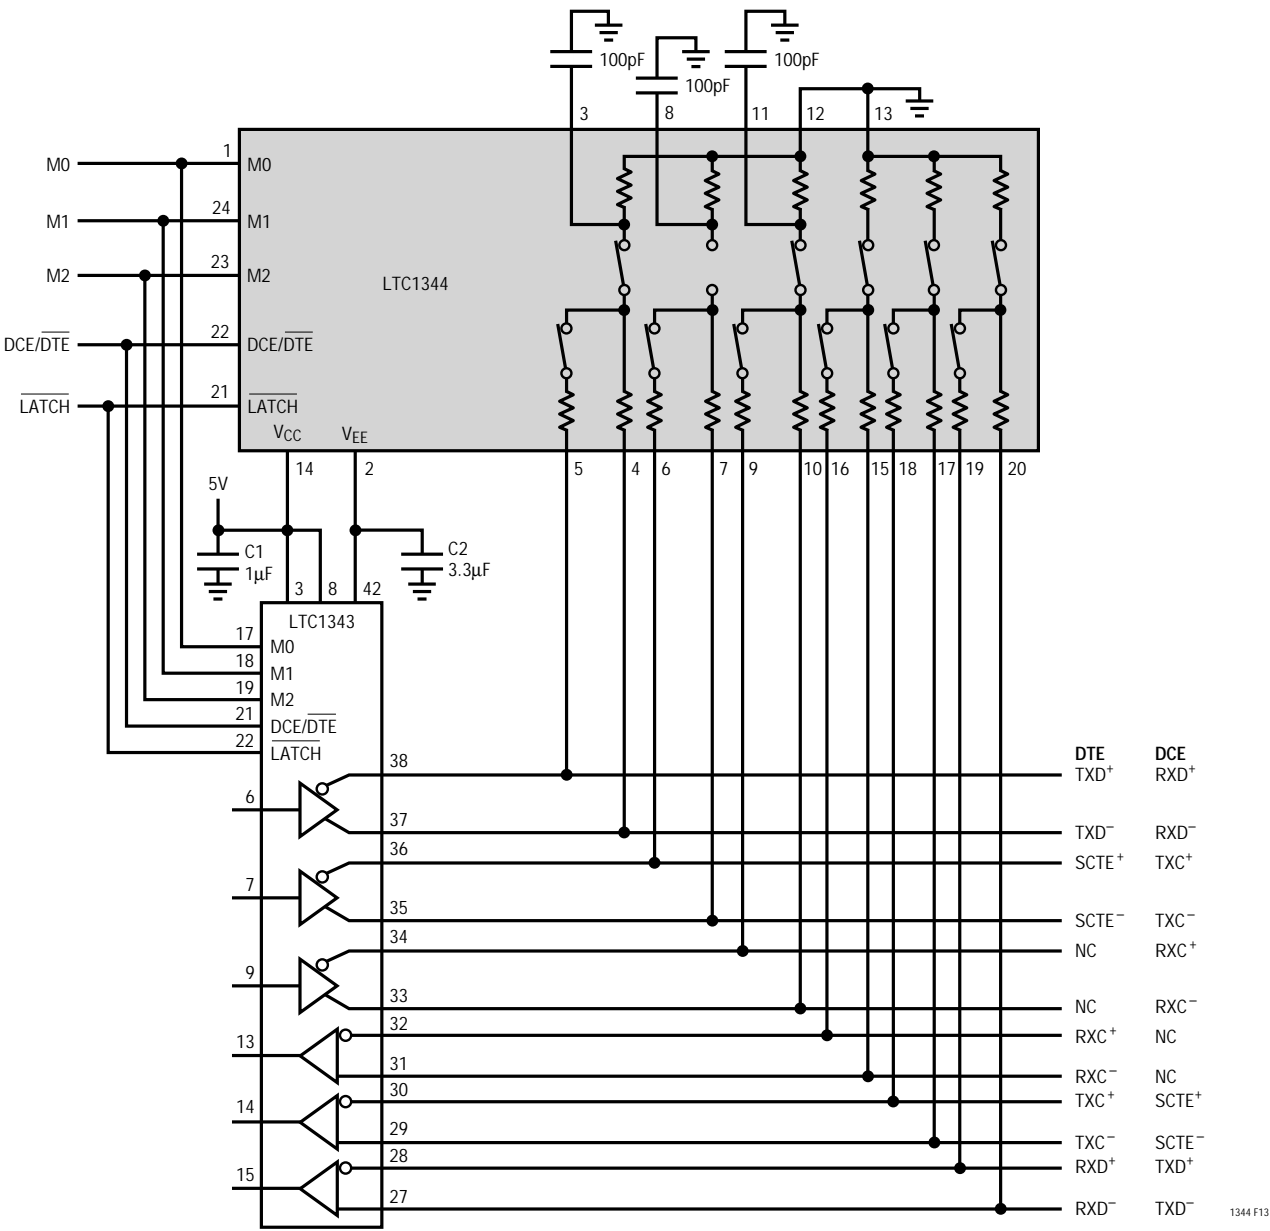 100pF
100pF
100pF
3
8
11
12
13
M0
1
M0
M1
24
M1
M2
23
M2
LTC1344
DCE/DTE
22
DCE/DTE
LATCH
21
LATCH
VCC
VEE
14
2
5
4
6
7
9
10
16
15
18
17
19
20
5V
C1
1µF
C2
3.3µF
3
8
42
LTC1343
17
M0
18
M1
19
M2
21
DCE/DTE
22
LATCH
DTE DCE
38
TXD+ RXD+
6
37
TXD− RXD−
36
SCTE+ TXC+
7
35
SCTE− TXC−
34
NC RXC+
9
33
NC RXC−
32
RXC+ NC
13
31
RXC− NC
30
TXC+ SCTE+
14
29
TXC− SCTE−
28
RXD+ TXD+
15
27
RXD− TXD−
1344 F13